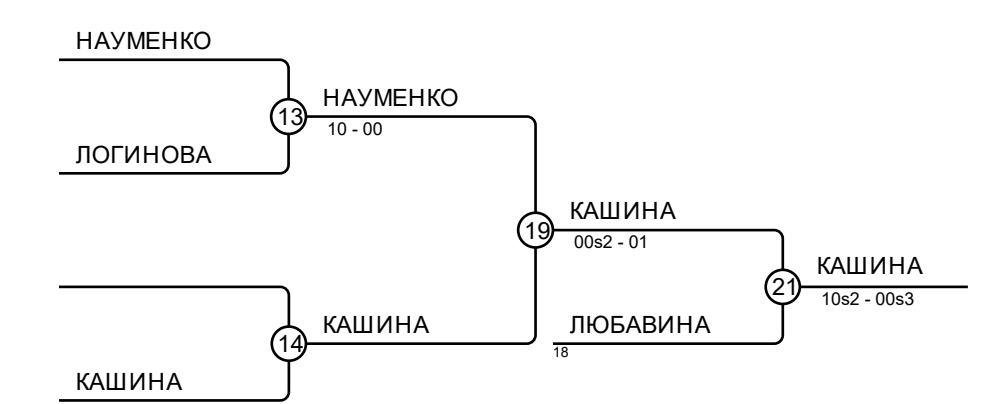 НАУМЕНКО
13
НАУМЕНКО
10 - 00
ЛОГИНОВА
19
КАШИНА
00s2 - 01
21
КАШИНА
10s2 - 00s3
14
КАШИНА
ЛЮБАВИНА
18
КАШИНА